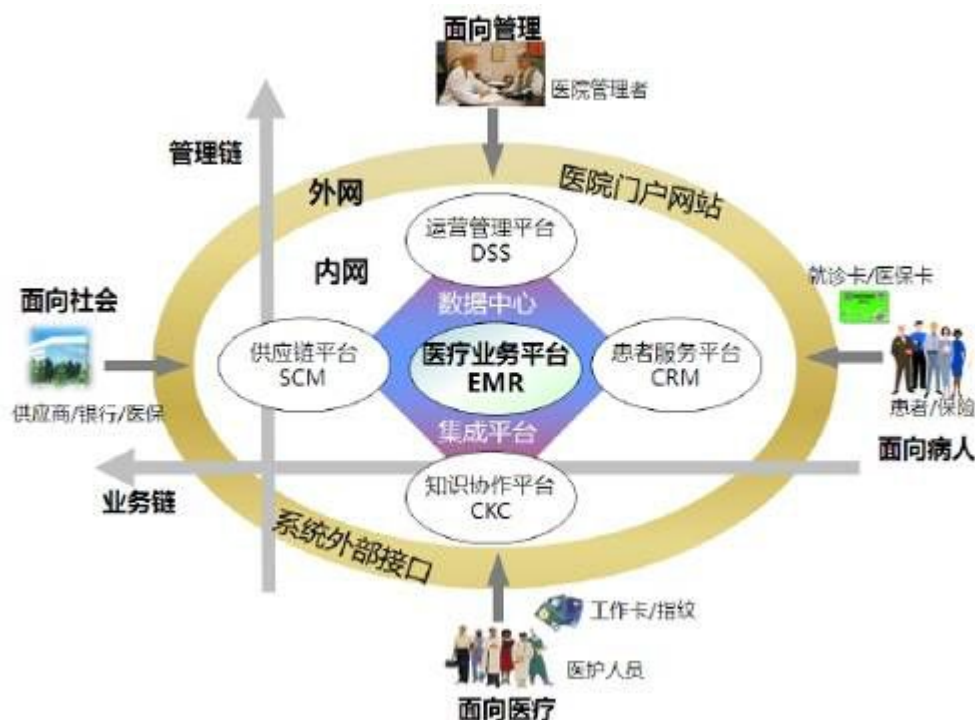 面向管理
医院管理者
管理链
外网
医院门户网站
运营管理平台
DSS
内网
数据中心
面向社会
就诊卡/医保卡
供应链平台
SCM
医疗业务平台
EMR
患者服务平台
CRM
供应商/银行/医保
患者/保险
集成平台
面向病人
业务链
知识协作平台
CKC
系统外部接口
工作卡/指纹
医护人员
面向医疗